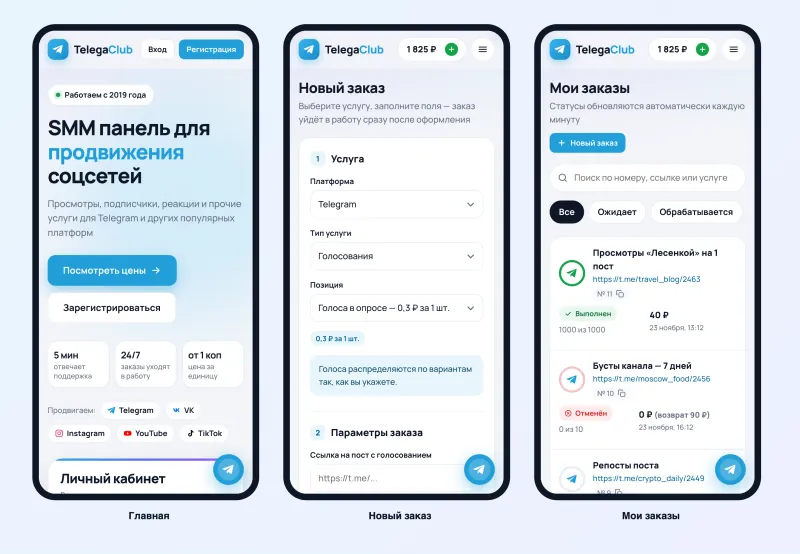 TelegaClub
Вход
Регистрация
Работаем с 2019 года
SMM панель для
продвижения
соцсетей
Просмотры, подписчики, реакции и прочие
услуги для Telegram и других популярных
платформ
Посмотреть цены →
Зарегистрироваться
5 мин
отвечает
поддержка
24/7
заказы уходят
в работу
от 1 коп
цена за
единицу
Продвигаем:
Telegram
VK
Instagram
YouTube
TikTok
Личный кабинет
Главная
TelegaClub
1 825 ₽
Новый заказ
Выберите услугу, заполните поля — заказ
уйдёт в работу сразу после оформления
1 Услуга
Платформа
Telegram
Тип услуги
Голосования
Позиция
Голоса в опросе — 0,3 ₽ за 1 шт.
0,3 ₽ за 1 шт.
Голоса распределяются по вариантам
так, как вы укажете.
2 Параметры заказа
Ссылка на пост с голосованием
https://t.me/...
Новый заказ
TelegaClub
1 825 ₽
Мои заказы
Статусы обновляются автоматически каждую
минуту
+ Новый заказ
Поиск по номеру, ссылке или услуге
Все
Ожидает
Обрабатывается
Просмотры «Лесенкой» на 1
пост
https://t.me/travel_blog/2463
№ 11
Выполнен
1000 из 1000
40 ₽
23 ноября, 13:12
Бусты канала — 7 дней
https://t.me/moscow_food/2456
№ 10
Отменён
0 из 10
0 ₽ (возврат 90 ₽)
23 ноября, 16:12
Репосты поста
https://t.me/crypto_daily/2449
№ 9
Мои заказы